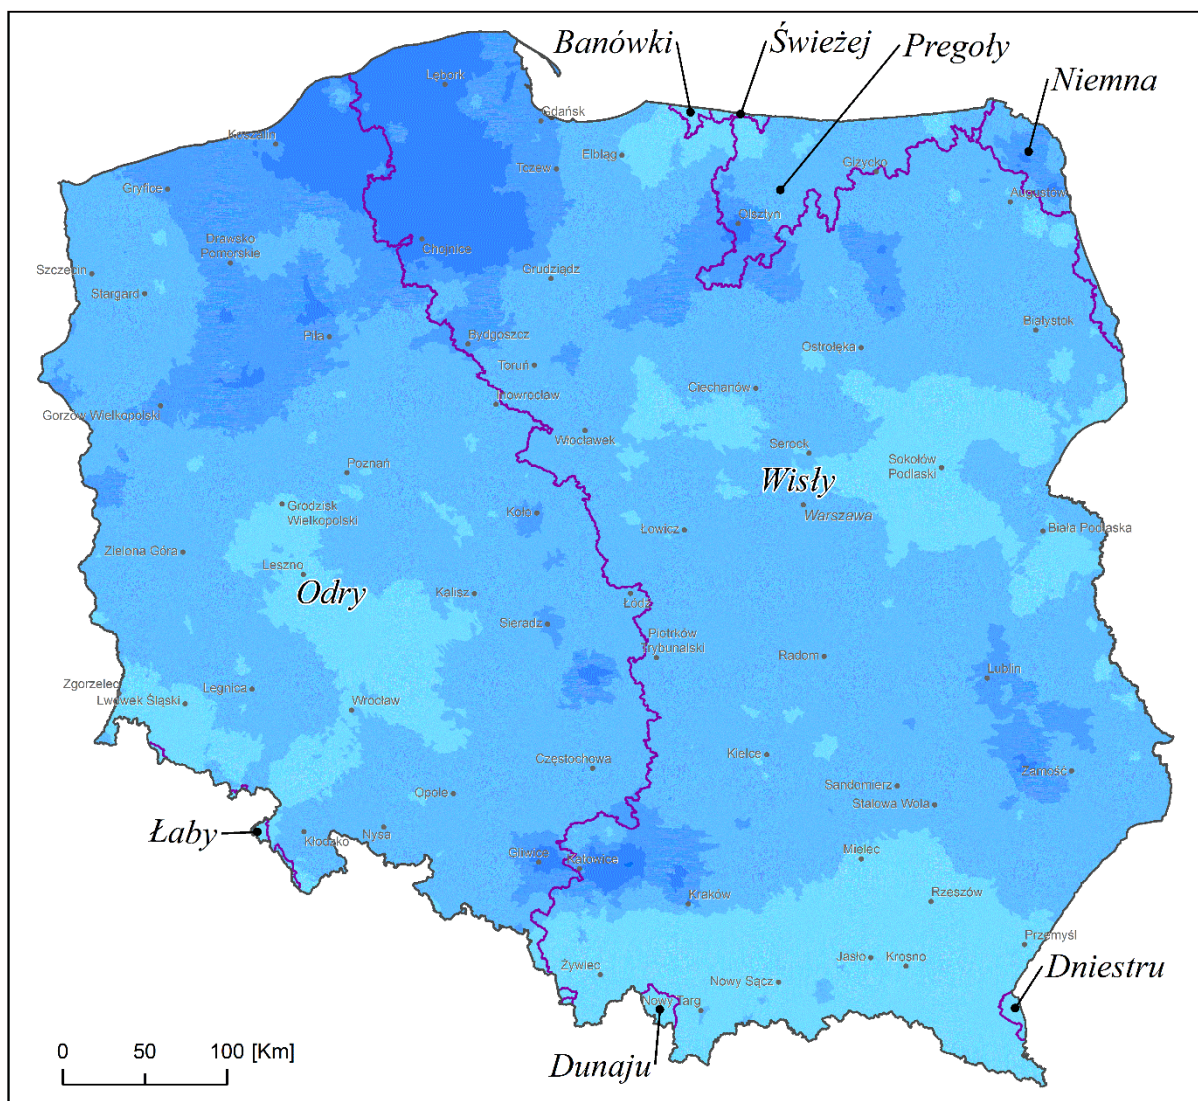 Banówki
Świeżej
Pregoły
Niemna
Lębork
Gdańsk
Koszalin
Elbląg
Tczew
Giżycko
Gryfice
Augustów
Olsztyn
Drawsko
Pomorskie
Chojnice
Szczecin
Grudziądz
Stargard
Białystok
Piła
Bydgoszcz
Ostrołęka
Toruń
Ciechanów
Inowrocław
Gorzów Wielkopolski
Włocławek
Serock
Sokołów
Podlaski
Poznań
Wisły
Grodzisk
Wielkopolski
Koło
Warszawa
Łowicz
Biała Podlaska
Zielona Góra
Leszno
Odry
Kalisz
Łódź
Sieradz
Piotrków
Trybunalski
Radom
Lublin
Zgorzelec
Legnica
Lwówek Śląski
Wrocław
Kielce
Częstochowa
Zamość
Sandomierz
Opole
Stalowa Wola
Łaby
Kłodzko
Nysa
Gliwice
Katowice
Mielec
Kraków
Rzeszów
Przemyśl
Jasło
Krosno
Żywiec
Nowy Sącz
Dniestru
Nowy Targ
0 50 100 [Km]
Dunaju